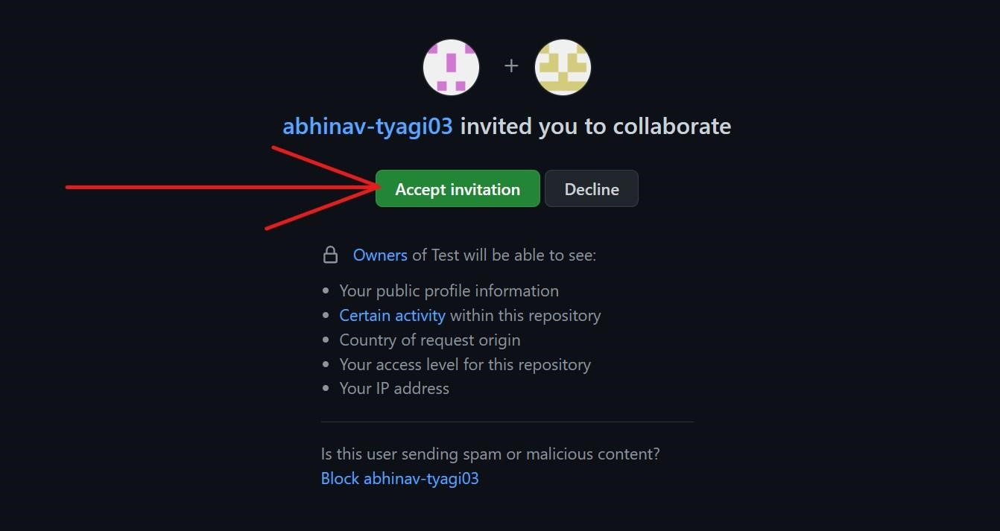 +
abhinav-tyagi03 invited you to collaborate
Accept invitation Decline
Owners of Test will be able to see:
• Your public profile information
• Certain activity within this repository
• Country of request origin
• Your access level for this repository
• Your IP address
Is this user sending spam or malicious content?
Block abhinav-tyagi03